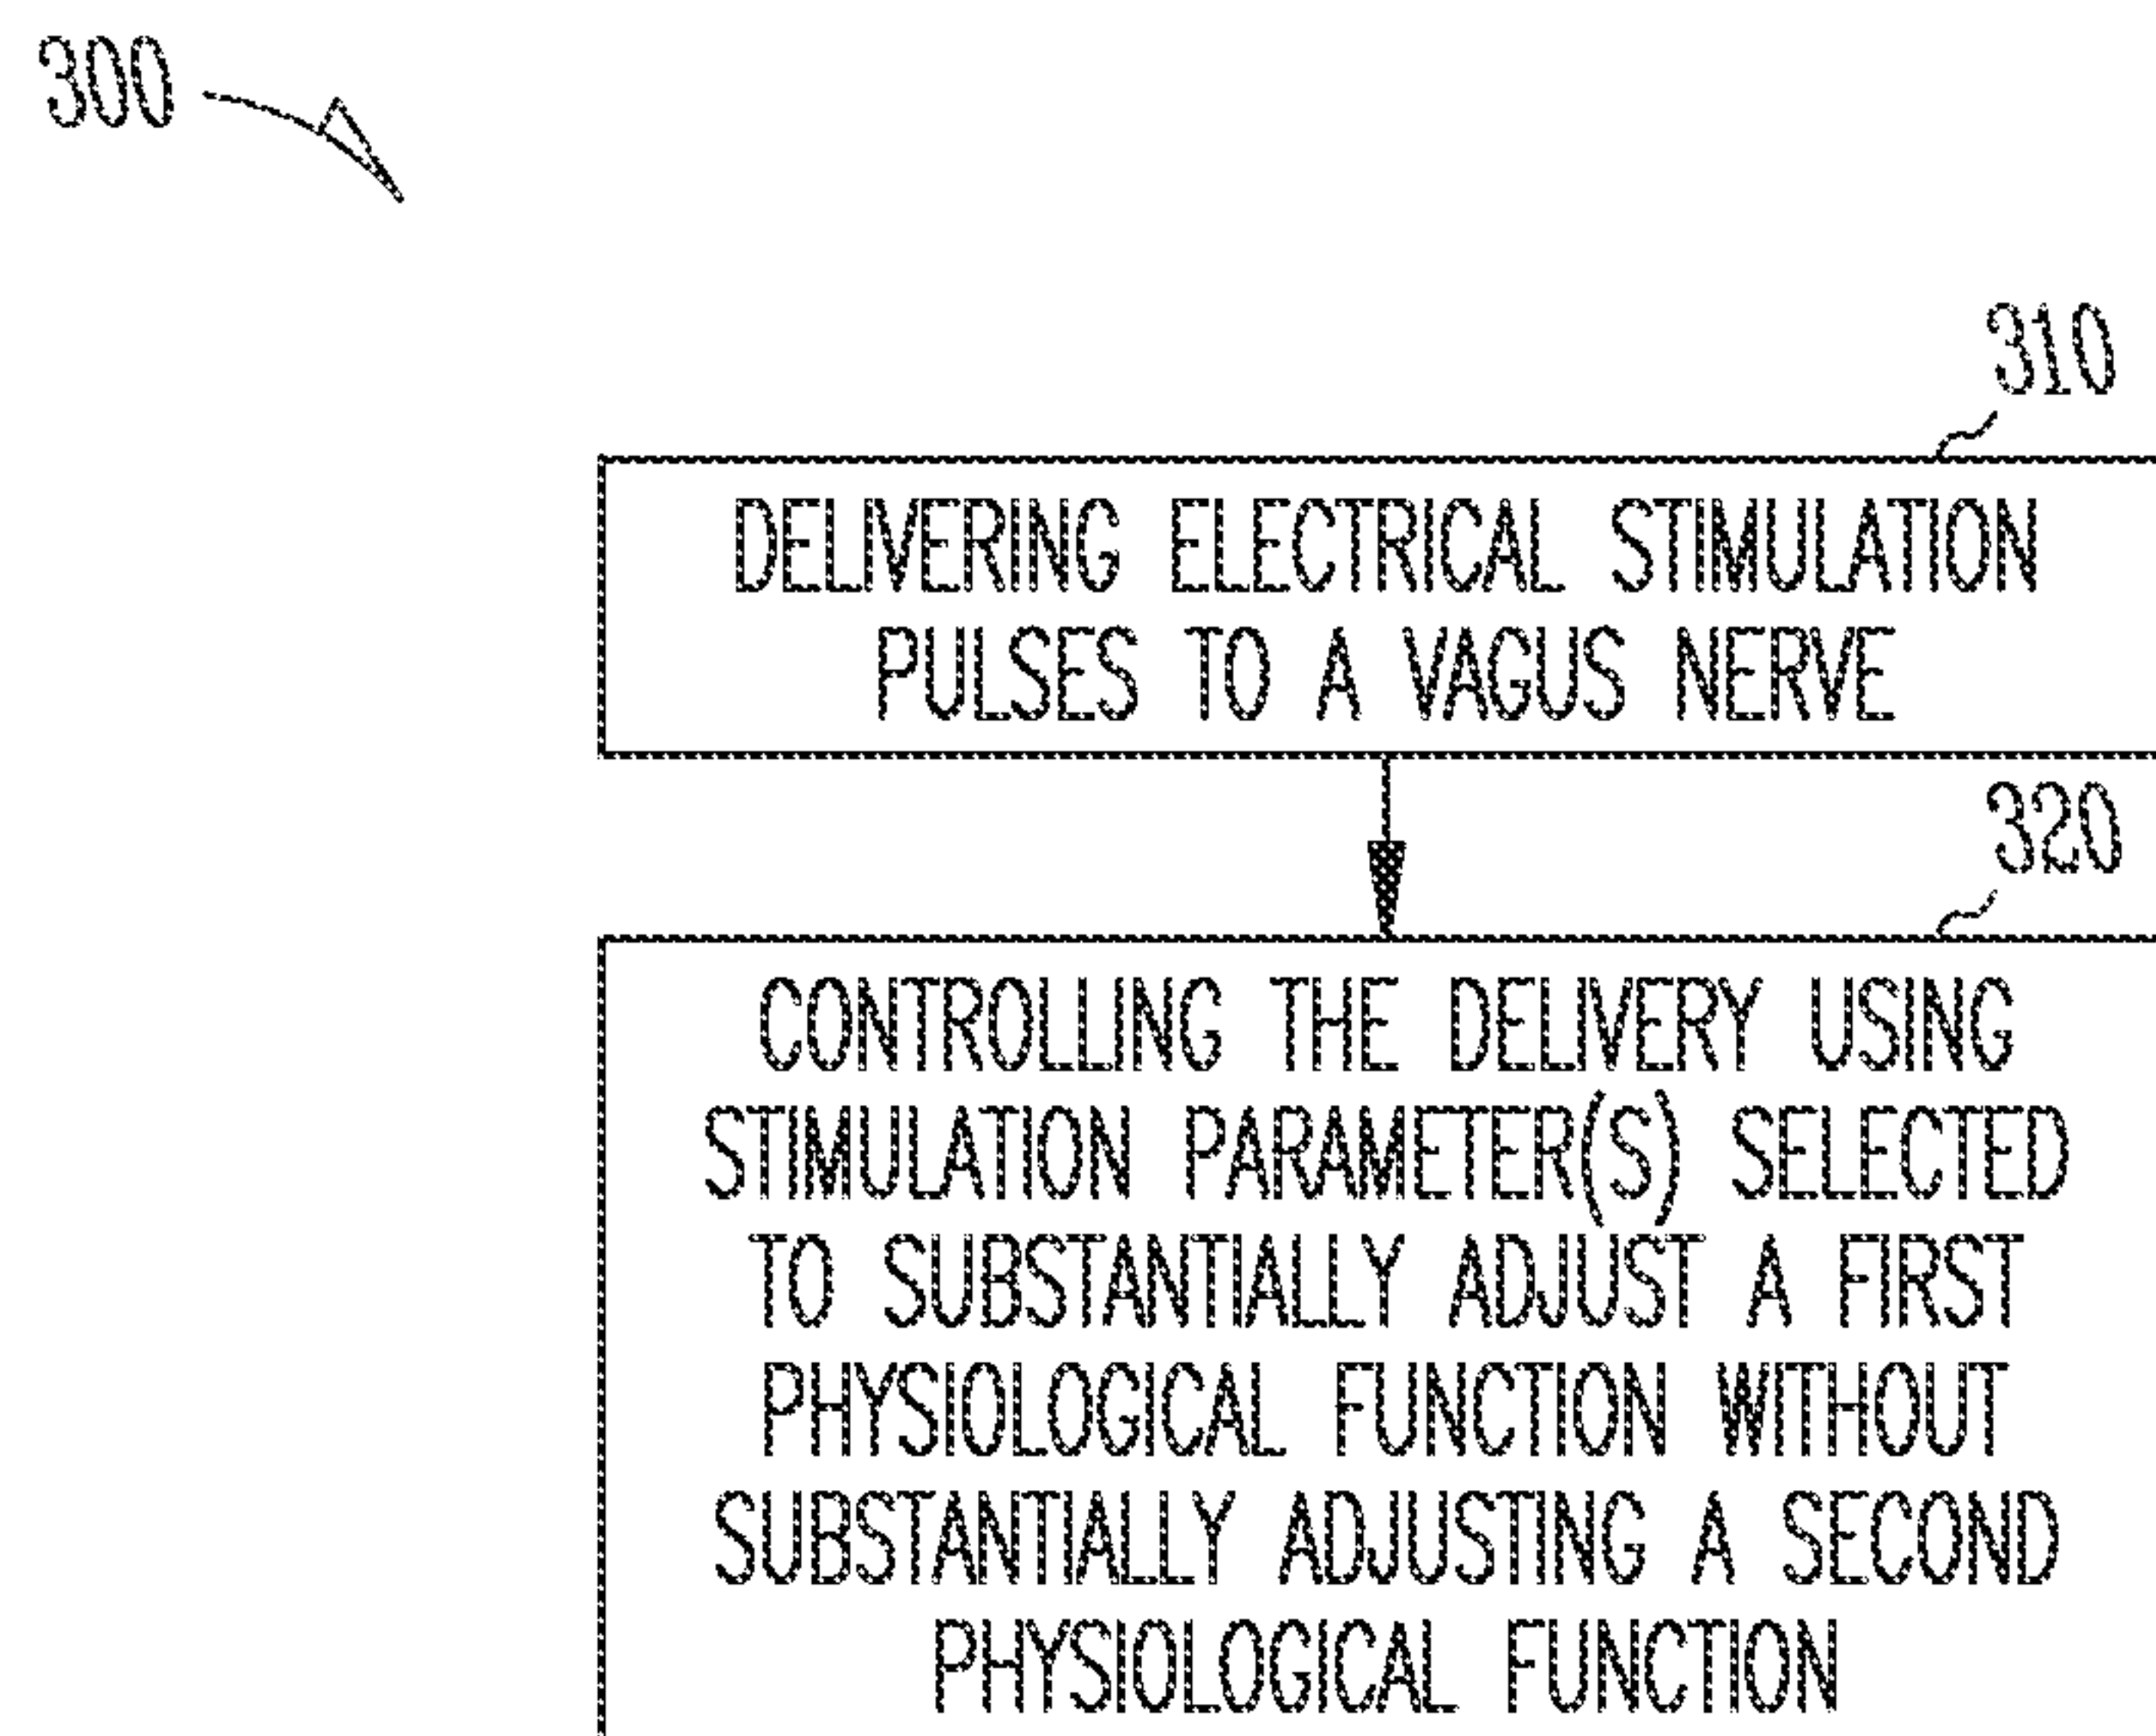 300
310
DELIVERING ELECTRICAL STIMULATION
PULSES TO A VAGUS NERVE
320
CONTROLLING THE DELIVERY USING
STIMULATION PARAMETER(S) SELECTED
TO SUBSTANTIALLY ADJUST A FIRST
PHYSIOLOGICAL FUNCTION WITHOUT
SUBSTANTIALLY ADJUSTING A SECOND
PHYSIOLOGICAL FUNCTION